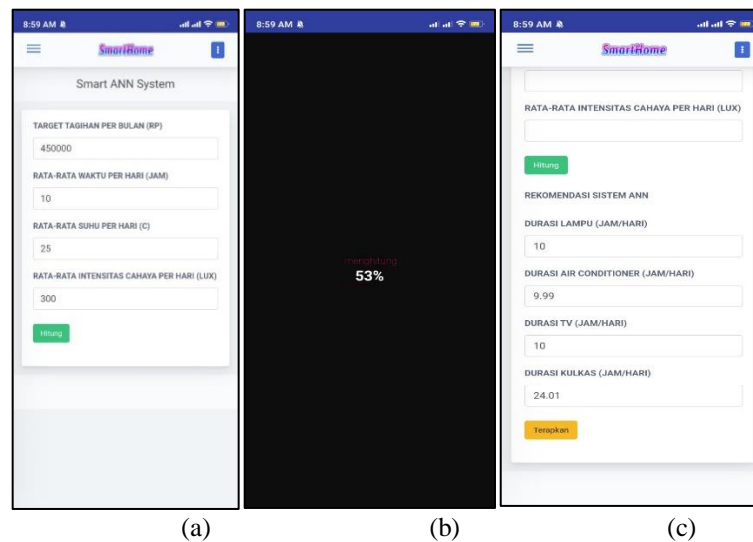 8:59 AM
SmartHome
Smart ANN System
TARGET TAGIHAN PER BULAN (RP)
450000
RATA-RATA WAKTU PER HARI (JAM)
10
RATA-RATA SUHU PER HARI (C)
25
RATA-RATA INTENSITAS CAHAYA PER HARI (LUX)
300
Hitung
(a)
8:59 AM
menghitung
53%
(b)
8:59 AM
SmartHome
RATA-RATA INTENSITAS CAHAYA PER HARI (LUX)
Hitung
REKOMENDASI SISTEM ANN
DURASI LAMPU (JAM/HARI)
10
DURASI AIR CONDITIONER (JAM/HARI)
9.99
DURASI TV (JAM/HARI)
10
DURASI KULKAS (JAM/HARI)
24.01
Terapkan
(c)